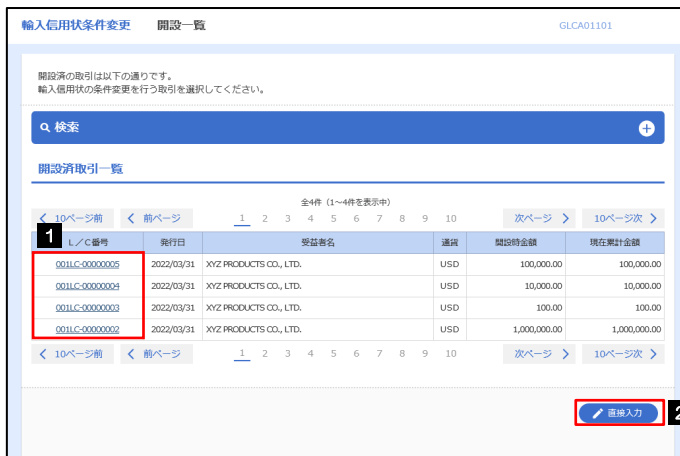 輸入信用状条件変更 開設一覧 GLCA01101
開設済の取引は以下の通りです。
輸入信用状の条件変更を行う取引を選択してください。
検索
開設済取引一覧
全4件（1～4件を表示中）
10ページ前 前ページ 1 2 3 4 5 6 7 8 9 10 次ページ 10ページ次
1
L／C番号 発行日 受益者名 通貨 開設時金額 現在累計金額
001LC-00000005 2022/03/31 XYZ PRODUCTS CO., LTD. USD 100,000.00 100,000.00
001LC-00000004 2022/03/31 XYZ PRODUCTS CO., LTD. USD 10,000.00 10,000.00
001LC-00000003 2022/03/31 XYZ PRODUCTS CO., LTD. USD 100.00 100.00
001LC-00000002 2022/03/31 XYZ PRODUCTS CO., LTD. USD 1,000,000.00 1,000,000.00
10ページ前 前ページ 1 2 3 4 5 6 7 8 9 10 次ページ 10ページ次
直接入力 2